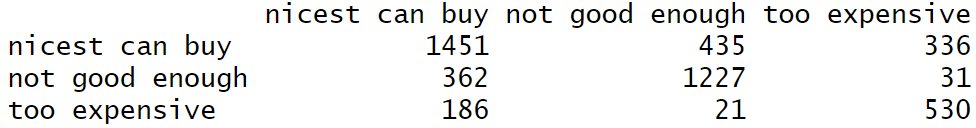 nicest can buy not good enough too expensive
nicest can buy 1451 435 336
not good enough 362 1227 31
too expensive 186 21 530